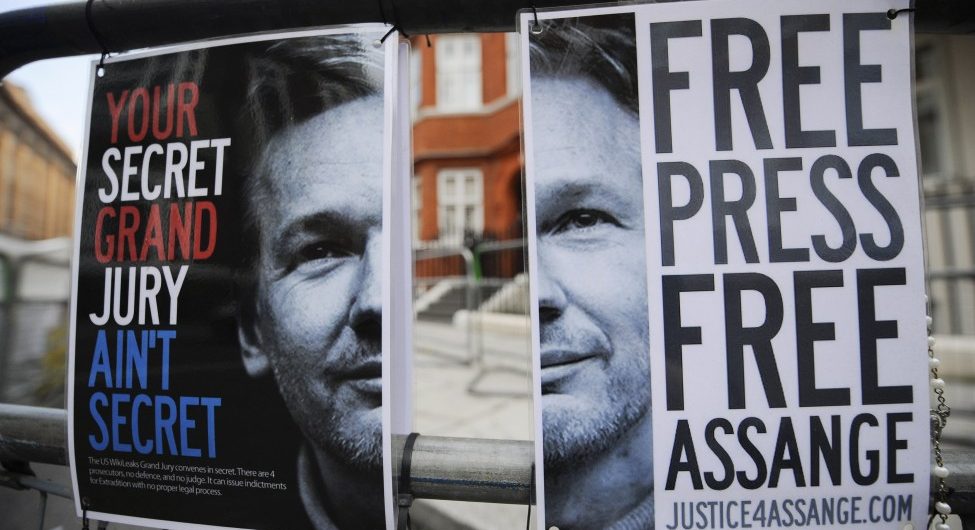 YOUR
SECRET
GRAND
JURY
AIN'T
SECRET
The US WikiLeaks Grand Jury convenes in secret. There are 4
prosecutors, no defence, and no judge. It can issue indictments
for Extradition with no proper legal process.
FREE
PRESS
FREE
ASSANGE
JUSTICE4ASSANGE.COM